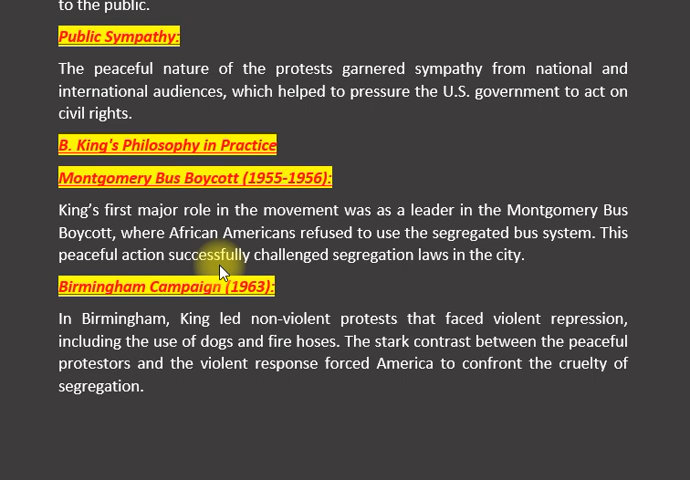 to the public.
Public Sympathy:
The peaceful nature of the protests garnered sympathy from national and
international audiences, which helped to pressure the U.S. government to act on
civil rights.
B. King's Philosophy in Practice
Montgomery Bus Boycott (1955-1956):
King’s first major role in the movement was as a leader in the Montgomery Bus
Boycott, where African Americans refused to use the segregated bus system. This
peaceful action successfully challenged segregation laws in the city.
Birmingham Campaign (1963):
In Birmingham, King led non-violent protests that faced violent repression,
including the use of dogs and fire hoses. The stark contrast between the peaceful
protestors and the violent response forced America to confront the cruelty of
segregation.